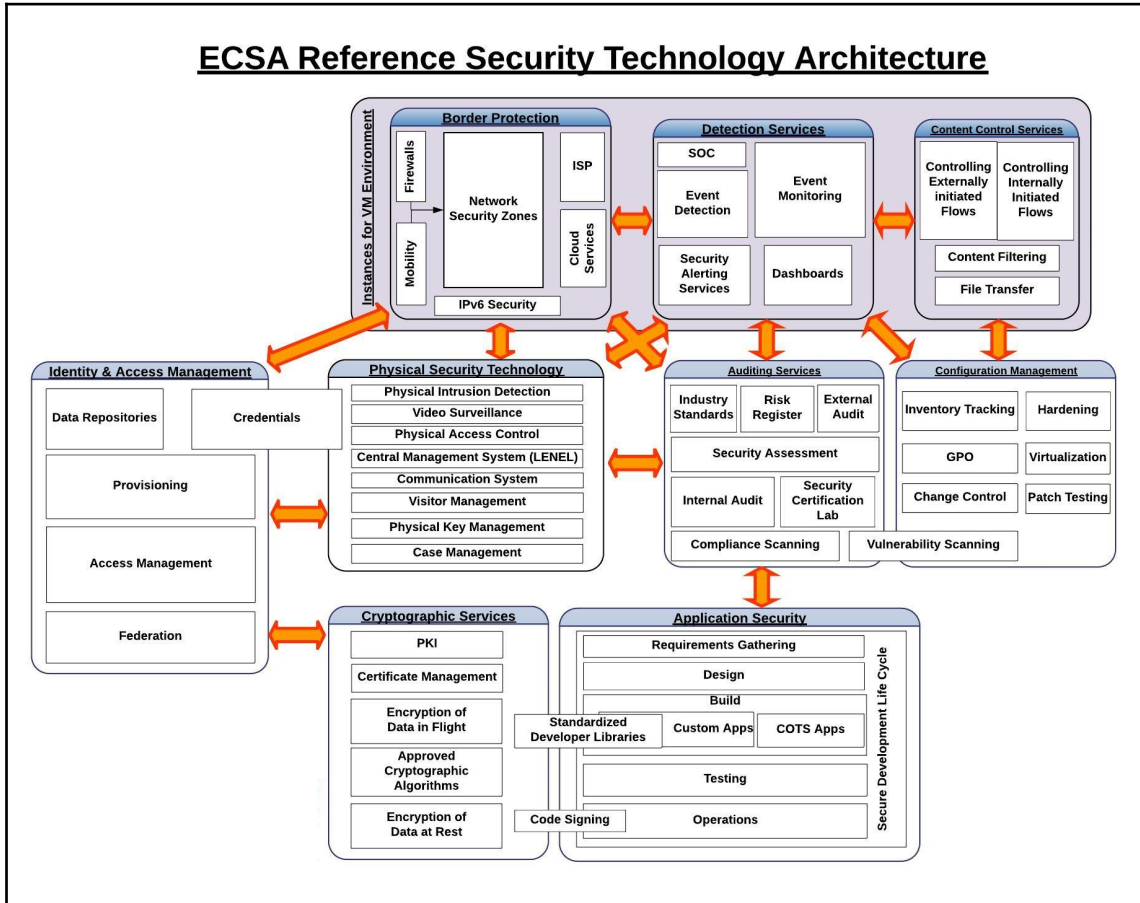 ECSA Reference Security Technology Architecture
Instances for VM Environment
Border Protection
Firewalls
Mobility
Network
Security Zones
ISP
Cloud
Services
IPv6 Security
Detection Services
SOC
Event
Detection
Event
Monitoring
Security
Alerting
Services
Dashboards
Content Control Services
Controlling
Externally
initiated
Flows
Controlling
Internally
Initiated
Flows
Content Filtering
File Transfer
Identity & Access Management
Data Repositories
Credentials
Provisioning
Access Management
Federation
Physical Security Technology
Physical Intrusion Detection
Video Surveillance
Physical Access Control
Central Management System (LENEL)
Communication System
Visitor Management
Physical Key Management
Case Management
Auditing Services
Industry
Standards
Risk
Register
External
Audit
Security Assessment
Internal Audit
Security
Certification
Lab
Compliance Scanning
Vulnerability Scanning
Configuration Management
Inventory Tracking
Hardening
GPO
Virtualization
Change Control
Patch Testing
Cryptographic Services
PKI
Certificate Management
Encryption of
Data in Flight
Approved
Cryptographic
Algorithms
Encryption of
Data at Rest
Standardized
Developer Libraries
Code Signing
Application Security
Requirements Gathering
Design
Build
Custom Apps
COTS Apps
Testing
Operations
Secure Development Life Cycle